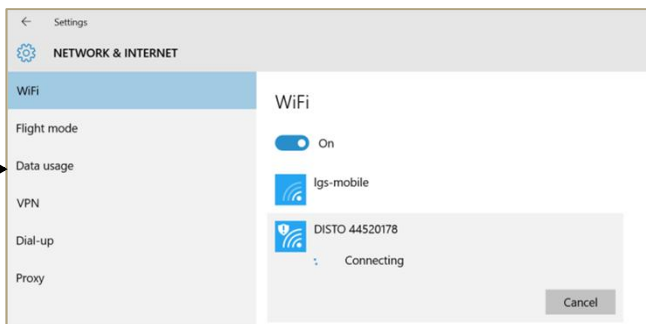 Settings
NETWORK & INTERNET
WiFi
Flight mode
Data usage
VPN
Dial-up
Proxy
WiFi
On
lgs-mobile
DISTO 44520178
Connecting
Cancel